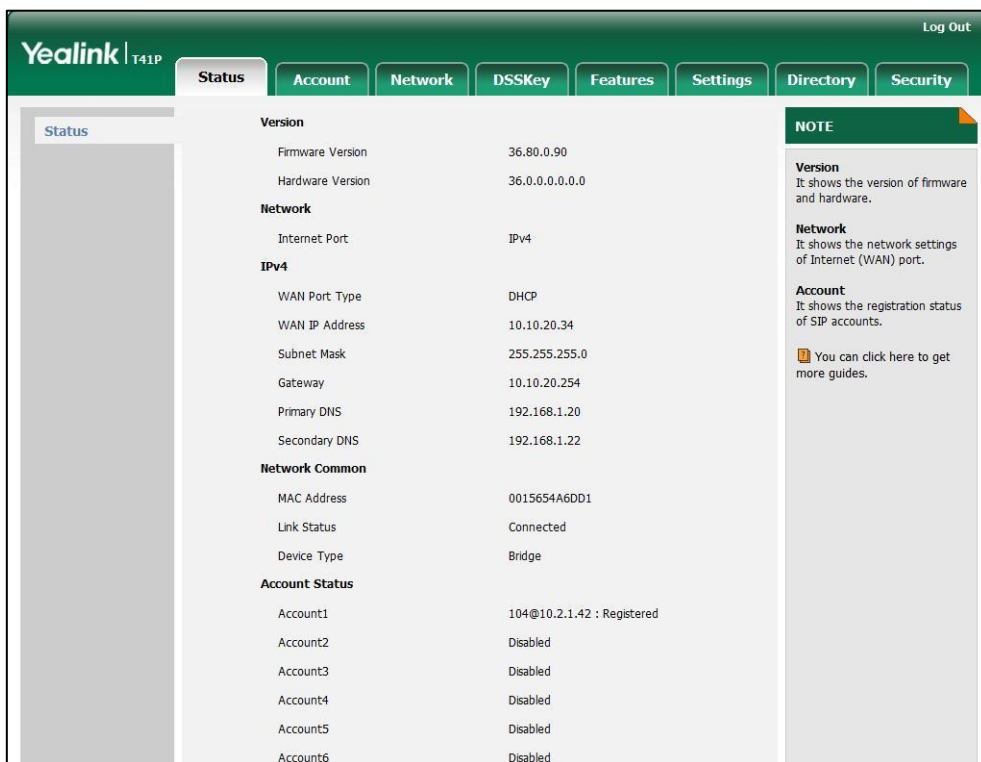 Log Out
Yealink T41P
Status Account Network DSSKey Features Settings Directory Security
Status
Version
Firmware Version 36.80.0.90
Hardware Version 36.0.0.0.0.0.0
Network
Internet Port IPv4
IPv4
WAN Port Type DHCP
WAN IP Address 10.10.20.34
Subnet Mask 255.255.255.0
Gateway 10.10.20.254
Primary DNS 192.168.1.20
Secondary DNS 192.168.1.22
Network Common
MAC Address 0015654A6DD1
Link Status Connected
Device Type Bridge
Account Status
Account1 104@10.2.1.42 : Registered
Account2 Disabled
Account3 Disabled
Account4 Disabled
Account5 Disabled
Account6 Disabled
NOTE
Version
It shows the version of firmware
and hardware.
Network
It shows the network settings
of Internet (WAN) port.
Account
It shows the registration status
of SIP accounts.
You can click here to get
more guides.